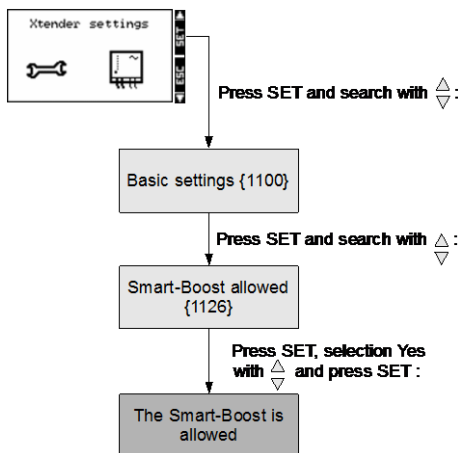 Xtender settings
SET
ESC
Press SET and search with △▽ :
Basic settings {1100}
Press SET and search with △▽ :
Smart-Boost allowed
{1126}
Press SET, selection Yes
with △▽ and press SET :
The Smart-Boost is
allowed